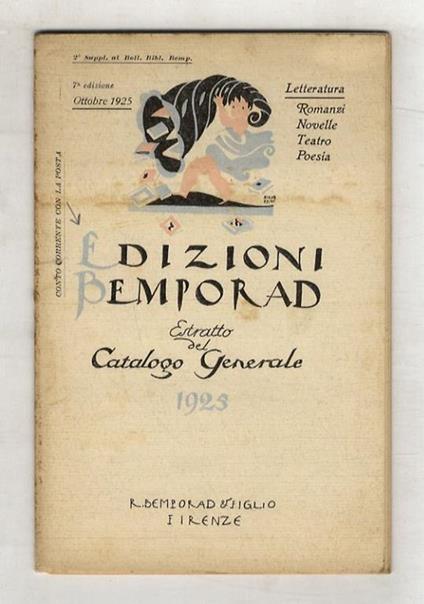 2° Suppl. al Boll. Bibl. Bemp.
7ª edizione
Ottobre 1925
Letteratura
Romanzi
Novelle
Teatro
Poesia
CONTO CORRENTE CON LA POSTA
EDIZIONI
BEMPORAD
Estratto
del
Catalogo Generale
1925
R. BEMPORAD & FIGLIO
FIRENZE